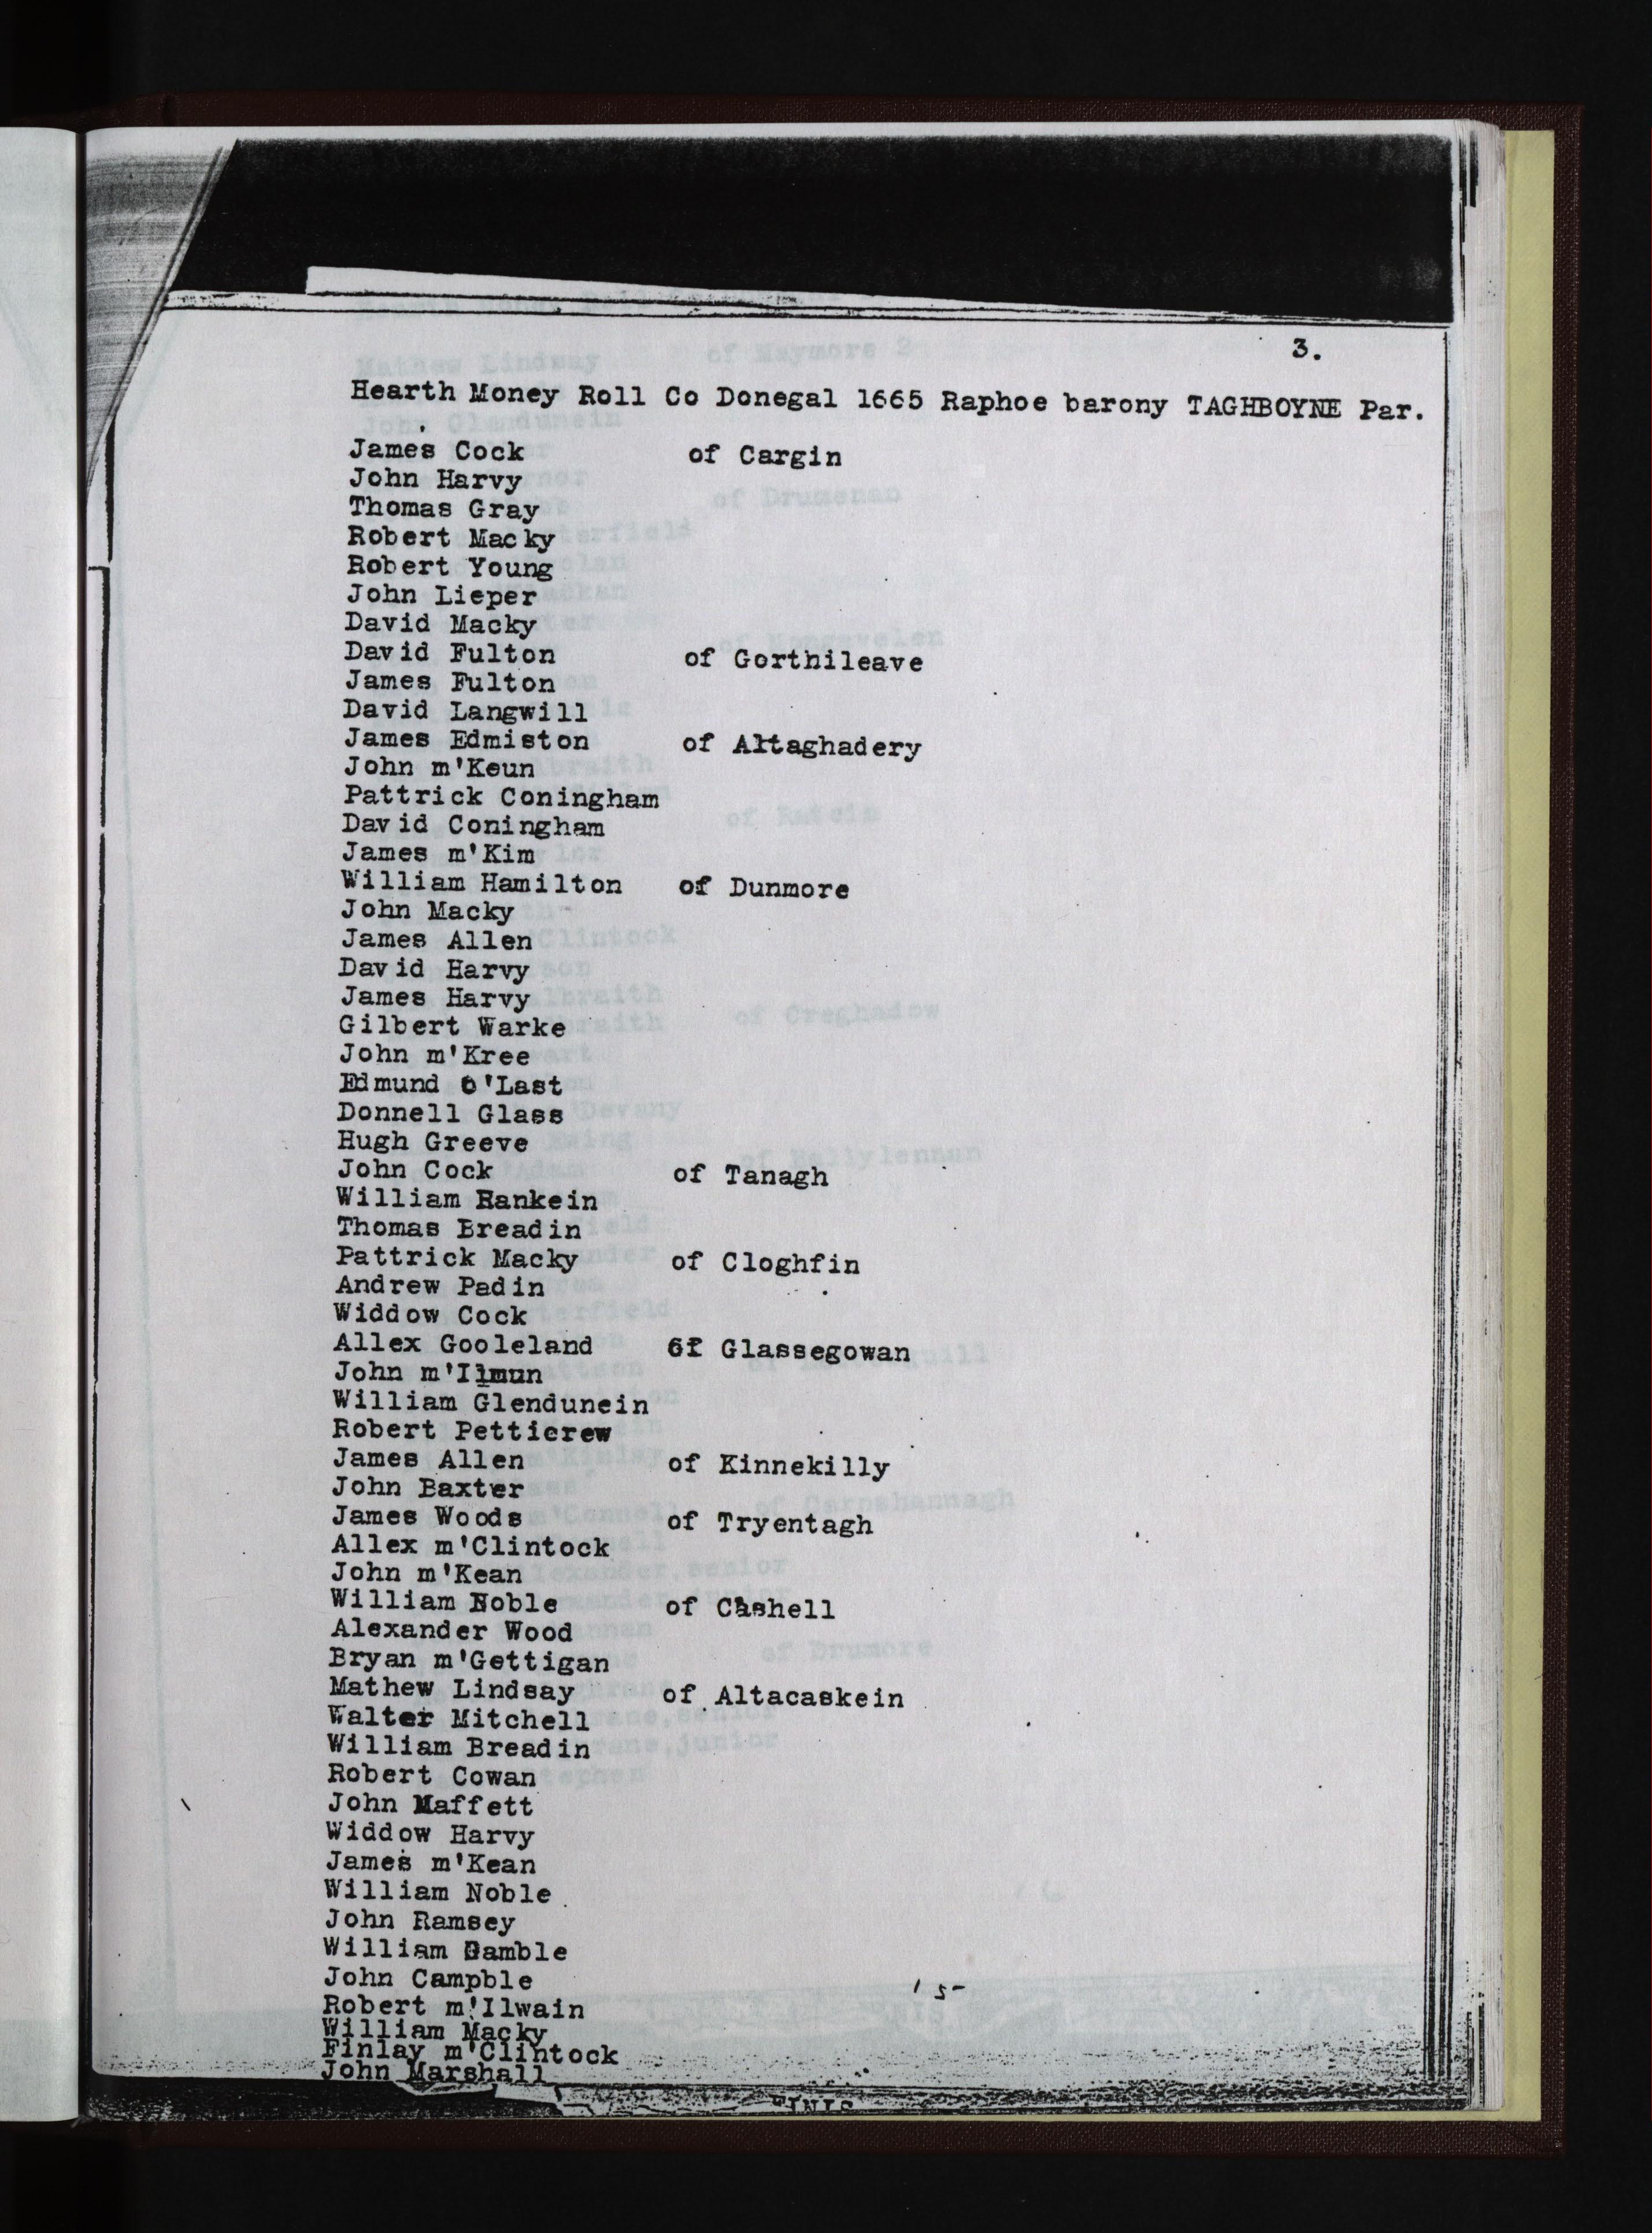 3.
Hearth Money Roll Co Donegal 1665 Raphoe barony TAGHBOYNE Par.
James Cock of Cargin
John Harvy
Thomas Gray
Robert Macky
Robert Young
John Lieper
David Macky
David Fulton of Gorthileave
James Fulton
David Langwill
James Edmiston of Altaghadery
John m'Keun
Pattrick Coningham
David Coningham
James m'Kim
William Hamilton of Dunmore
John Macky
James Allen
David Harvy
James Harvy
Gilbert Warke
John m'Kree
Edmund O'Last
Donnell Glass
Hugh Greeve
John Cock of Tanagh
William Rankein
Thomas Breadin
Pattrick Macky of Cloghfin
Andrew Padin
Widdow Cock
Allex Gooleland of Glassegowan
John m'Ilmun
William Glendunein
Robert Petticrew
James Allen of Kinnekilly
John Baxter
James Woods of Tryentagh
Allex m'Clintock
John m'Kean
William Noble of Cashell
Alexander Wood
Bryan m'Gettigan
Mathew Lindsay of Altacaskein
Walter Mitchell
William Breadin
Robert Cowan
John Maffett
Widdow Harvy
James m'Kean
William Noble
John Ramsey
William Gamble
John Campble
15
Robert m'Ilwain
William Macky
Finlay m'Clintock
John Marshall